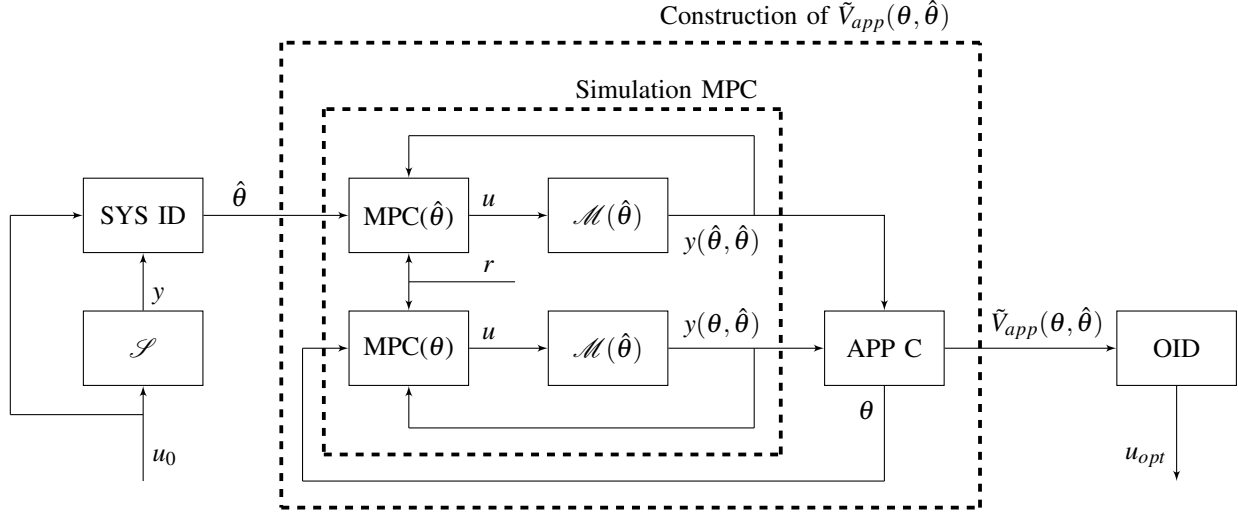 Construction of Ṽ_app(θ, θ̂)
Simulation MPC
SYS ID
θ̂
MPC(θ̂)
u
ℳ(θ̂)
y(θ̂, θ̂)
r
y
𝒮
MPC(θ)
u
ℳ(θ̂)
y(θ, θ̂)
APP C
Ṽ_app(θ, θ̂)
OID
θ
u_0
u_opt